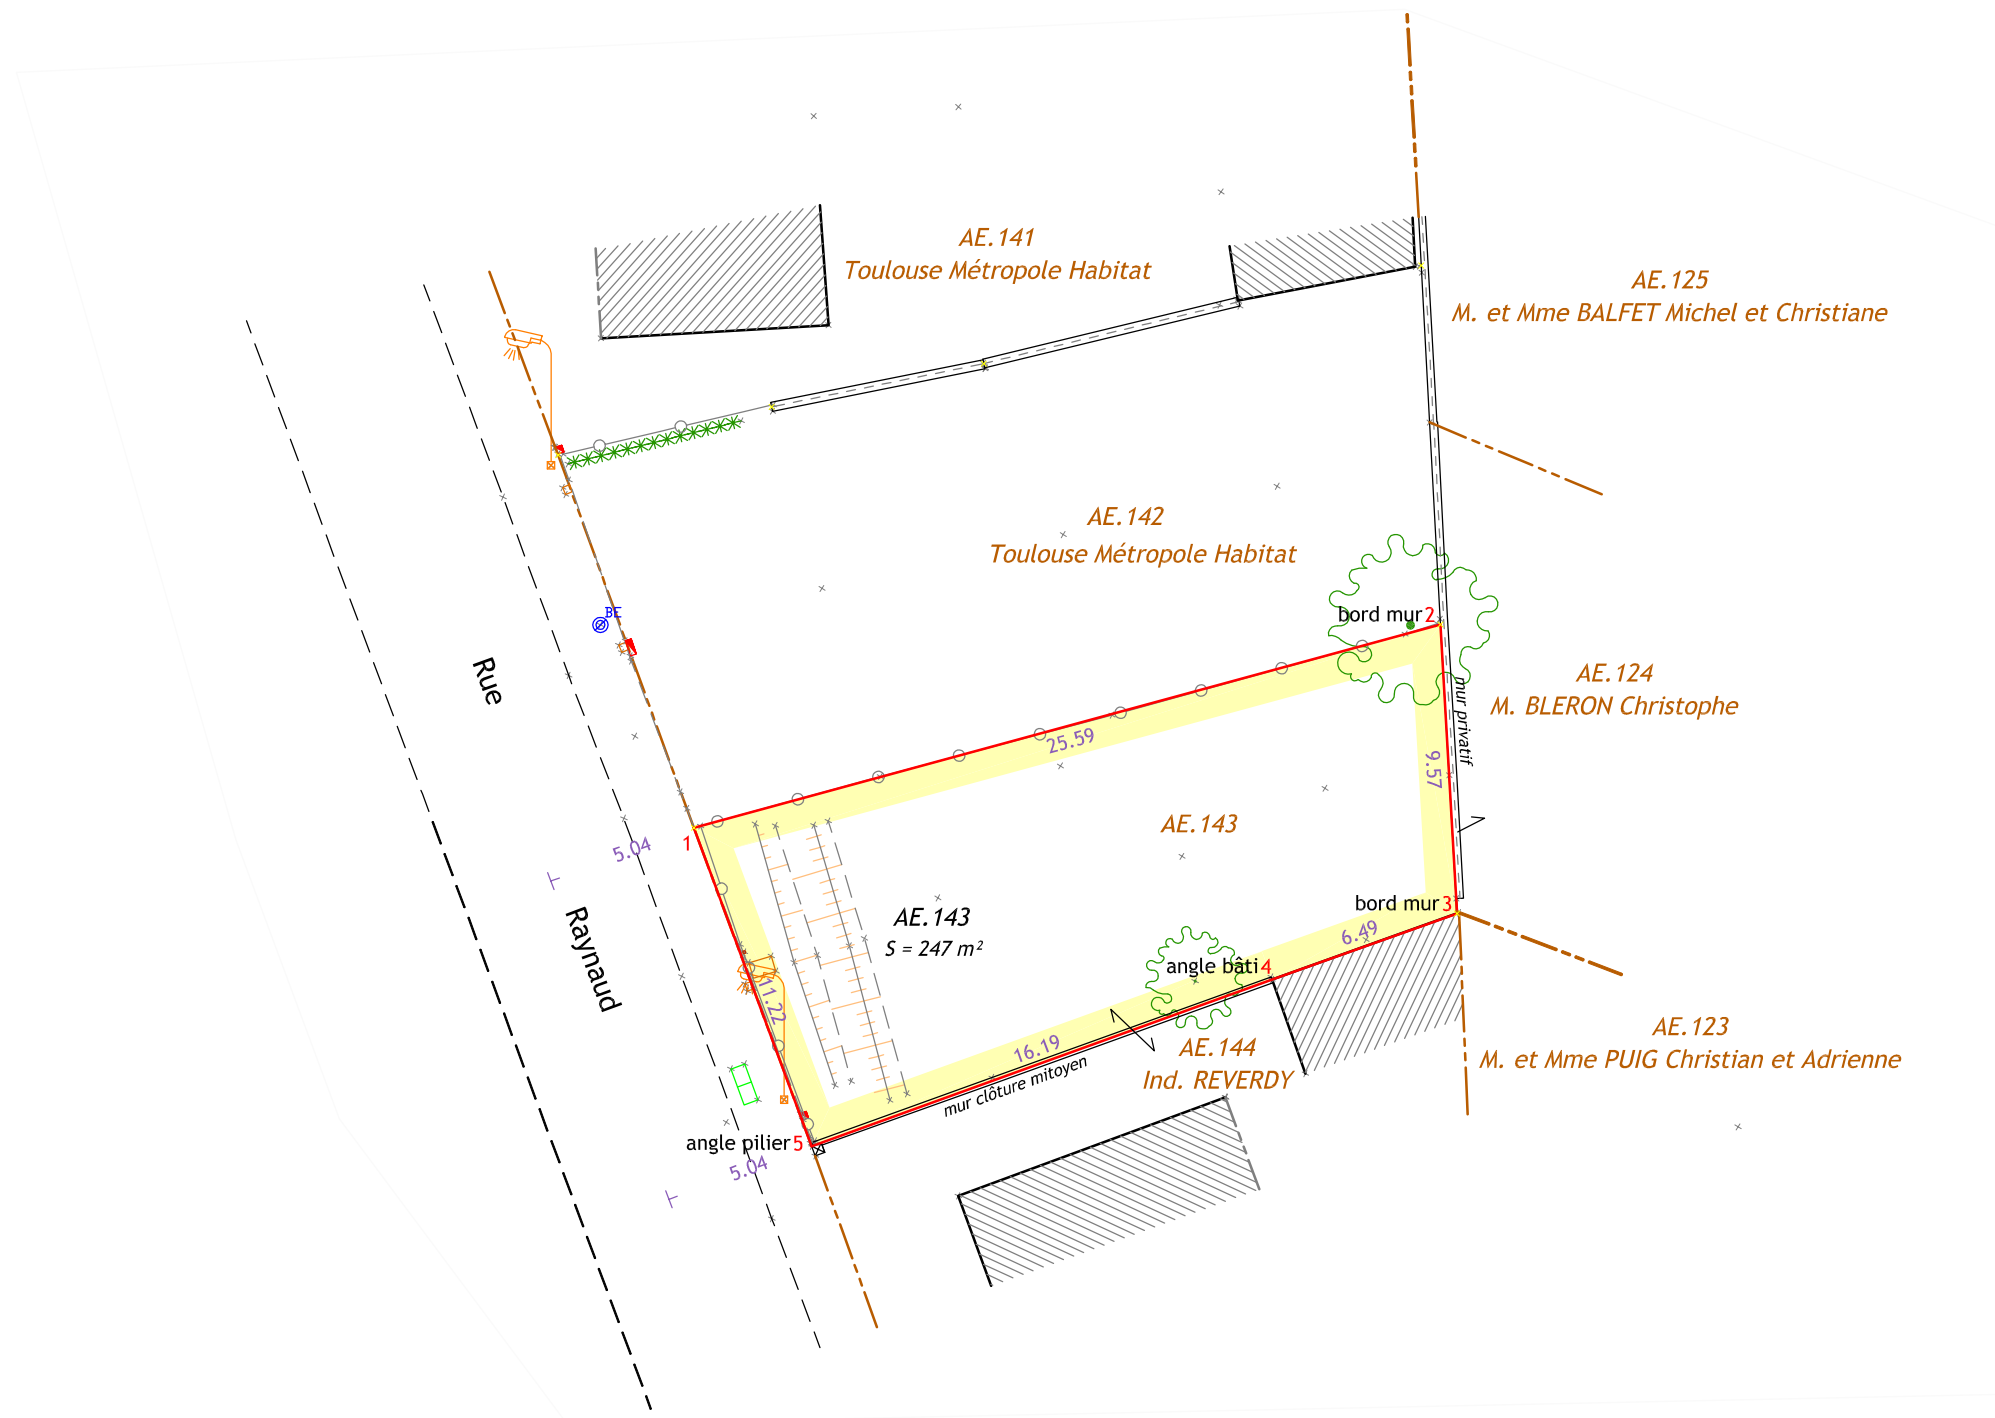 AE.141
Toulouse Métropole Habitat
AE.125
M. et Mme BALFET Michel et Christiane
AE.142
Toulouse Métropole Habitat
BE
bord mur 2
Rue
AE.124
M. BLERON Christophe
mur privatif
25.59
9.57
AE.143
1
5.04
Raynaud
AE.143
S = 247 m²
bord mur 3
6.49
angle bâti 4
11.22
16.19
mur clôture mitoyen
AE.144
Ind. REVERDY
AE.123
M. et Mme PUIG Christian et Adrienne
angle pilier 5
5.04